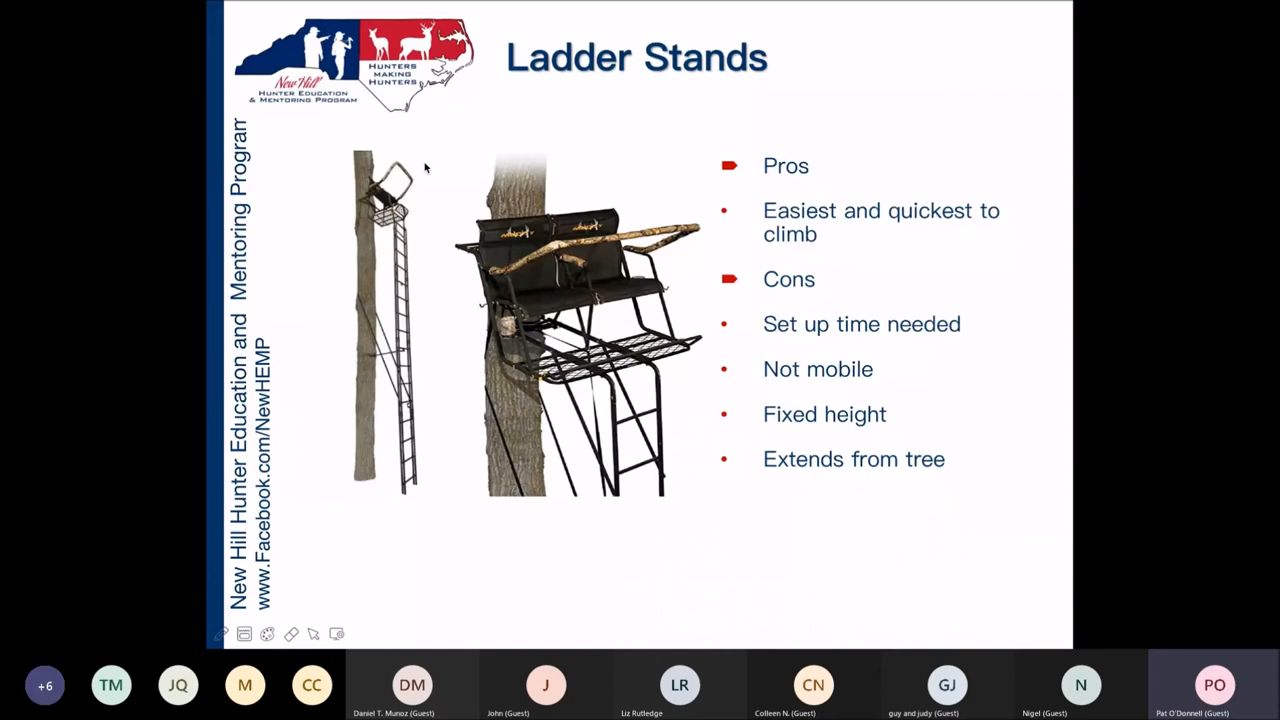 Ladder Stands
HUNTERS
MAKING
HUNTERS
New Hill
HUNTER EDUCATION
& MENTORING PROGRAM
New Hill Hunter Education and Mentoring Program
www.Facebook.com/NewHEMP
Pros
Easiest and quickest to
climb
Cons
Set up time needed
Not mobile
Fixed height
Extends from tree
+6
TM
JQ
M
CC
DM
J
LR
CN
GJ
N
PO
Daniel T. Munoz (Guest)
John (Guest)
Liz Rutledge
Colleen N. (Guest)
guy and judy (Guest)
Nigel (Guest)
Pat O'Donnell (Guest)